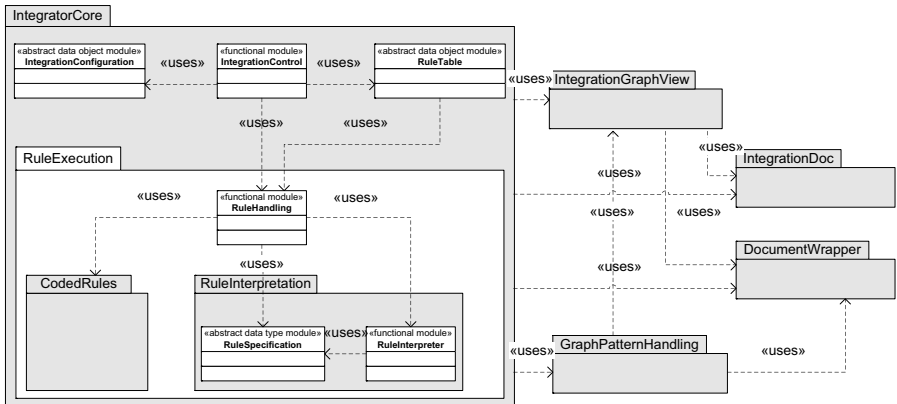 IntegratorCore
«abstract data object module»
IntegrationConfiguration
«uses»
«functional module»
IntegrationControl
«uses»
«abstract data object module»
RuleTable
«uses»
IntegrationGraphView
«uses»
«uses»
«uses»
IntegrationDoc
RuleExecution
«uses»
«functional module»
RuleHandling
«uses»
«uses»
«uses»
DocumentWrapper
«uses»
«uses»
CodedRules
RuleInterpretation
«abstract data type module»
RuleSpecification
«uses»
«functional module»
RuleInterpreter
«uses»
GraphPatternHandling
«uses»